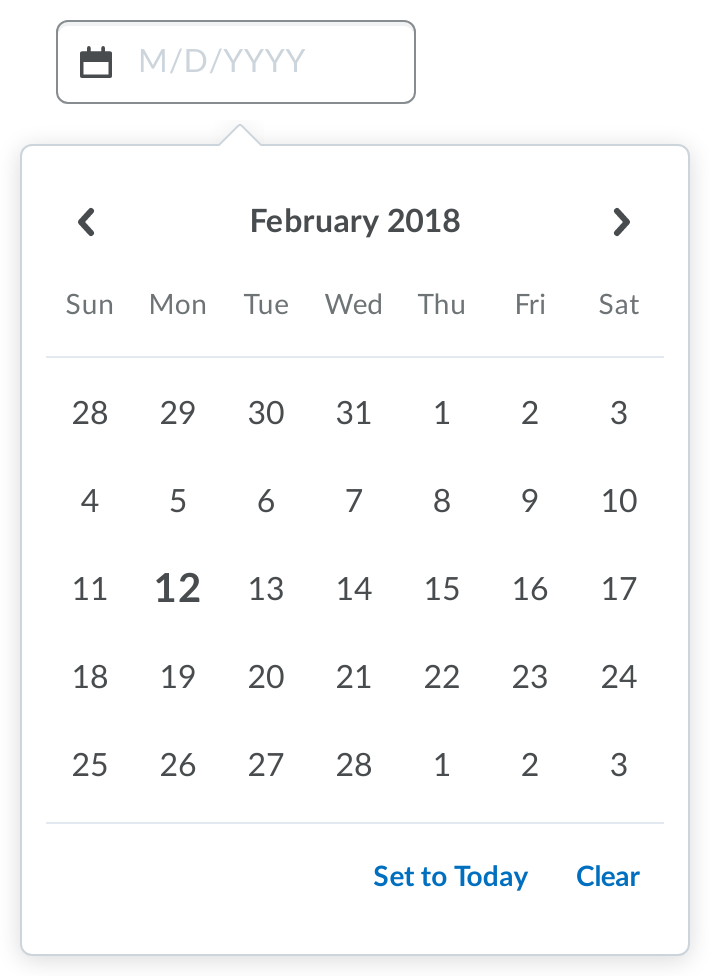 M/D/YYYY
February 2018
Sun Mon Tue Wed Thu Fri Sat
28 29 30 31 1 2 3
4 5 6 7 8 9 10
11 12 13 14 15 16 17
18 19 20 21 22 23 24
25 26 27 28 1 2 3
Set to Today Clear